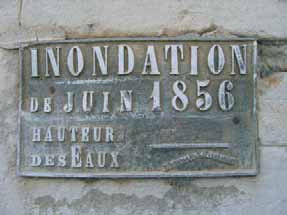 INONDATION
DE JUIN 1856
HAUTEUR
DES EAUX